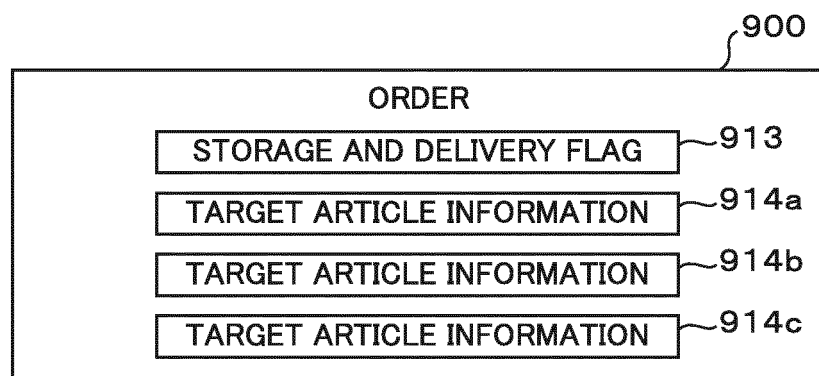 900
ORDER
STORAGE AND DELIVERY FLAG 913
TARGET ARTICLE INFORMATION 914a
TARGET ARTICLE INFORMATION 914b
TARGET ARTICLE INFORMATION 914c